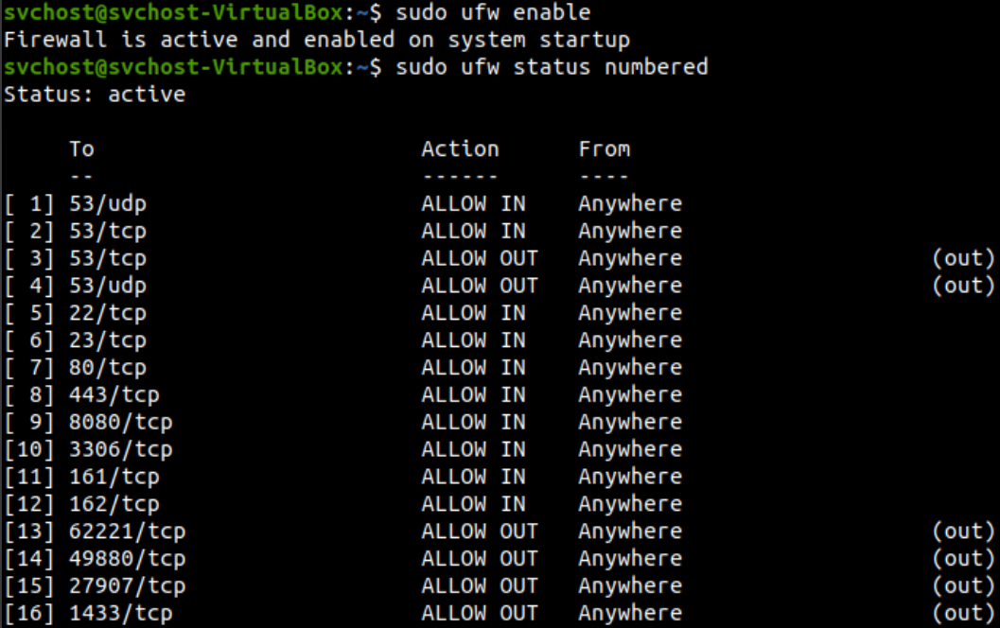 svchost@svchost-VirtualBox:~$ sudo ufw enable
Firewall is active and enabled on system startup
svchost@svchost-VirtualBox:~$ sudo ufw status numbered
Status: active
     To                         Action      From
     --                         ------      ----
[ 1] 53/udp                     ALLOW IN    Anywhere
[ 2] 53/tcp                     ALLOW IN    Anywhere
[ 3] 53/tcp                     ALLOW OUT   Anywhere                   (out)
[ 4] 53/udp                     ALLOW OUT   Anywhere                   (out)
[ 5] 22/tcp                     ALLOW IN    Anywhere
[ 6] 23/tcp                     ALLOW IN    Anywhere
[ 7] 80/tcp                     ALLOW IN    Anywhere
[ 8] 443/tcp                    ALLOW IN    Anywhere
[ 9] 8080/tcp                   ALLOW IN    Anywhere
[10] 3306/tcp                   ALLOW IN    Anywhere
[11] 161/tcp                    ALLOW IN    Anywhere
[12] 162/tcp                    ALLOW IN    Anywhere
[13] 62221/tcp                  ALLOW OUT   Anywhere                   (out)
[14] 49880/tcp                  ALLOW OUT   Anywhere                   (out)
[15] 27907/tcp                  ALLOW OUT   Anywhere                   (out)
[16] 1433/tcp                   ALLOW OUT   Anywhere                   (out)